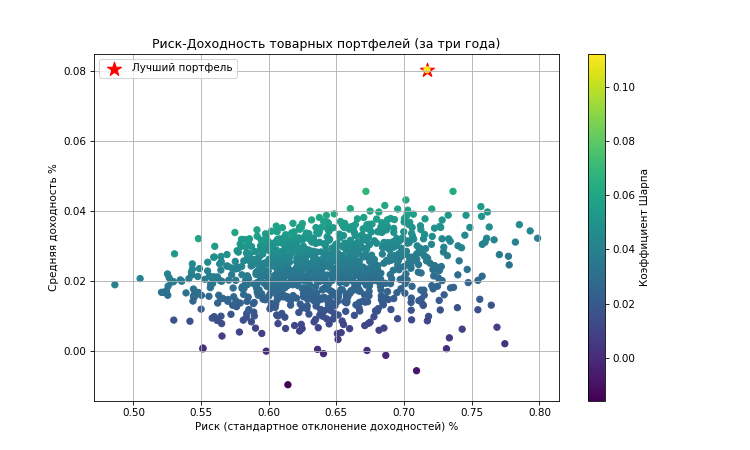 Риск-Доходность товарных портфелей (за три года)
Лучший портфель
0.08
0.06
0.04
0.02
0.00
Средняя доходность %
0.50 0.55 0.60 0.65 0.70 0.75 0.80
Риск (стандартное отклонение доходностей) %
0.10
0.08
0.06
0.04
0.02
0.00
Коэффициент Шарпа